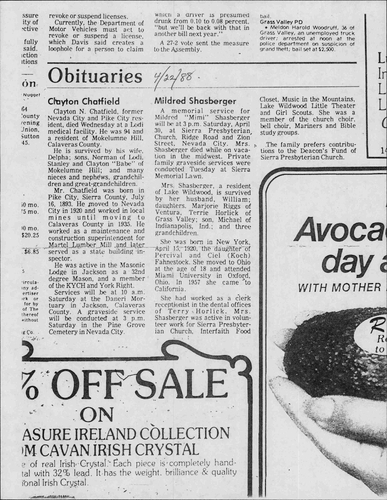 revoke or suspend licenses.
Currently, the Department of
Motor Vehicles must act to
revoke or suspend a license,
which Davis said creates a
loophole for a person to claim
which a driver is presumed
drunk from 0.10 to 0.08 percent,
"but we'll be back with that in
another bill next year."
A 27-0 vote sent the measure
to the Assembly.
bail.
Grass Valley PD
• Meldon Harold Woodruff, 36 of
Grass Valley, an unemployed truck
driver; arrested at noon at the
police department on suspicion of
grand theft; bail set $2,500.
Obituaries
4/22/88
Clayton Chatfield
Clayton N. Chatfield, former
Nevada City and Pike City resi-
dent, died Wednesday at a Lodi
medical facility. He was 94 and
a resident of Mokelumne Hill,
Calaveras County.
He is survived by his wife,
Delpha; sons, Norman of Lodi,
Stanley and Clayton "Babe" of
Mokelumne Hill; and many
nieces and nephews, grandchil-
dren and great-grandchildren.
Mr. Chatfield was born in
Pike City, Sierra County, July
16, 1893. He moved to Nevada
City in 1920 and worked in local
mines until moving to
Calaveras County in 1935. He
worked as a maintenance and
construction superintendent for
Martel Lumber Mill and later
served as a state building in-
spector.
He was active in the Masonic
Lodge in Jackson as a 32nd
degree Mason, and a member
of the KYCH and York Right.
Services will be at 10 a.m.
Saturday at the Daneri Mor-
tuary in Jackson, Calaveras
County. A graveside service
will be conducted at 3 p.m.
Saturday in the Pine Grove
Cemetery in Nevada City.
Mildred Shasberger
A memorial service for
Mildred "Mimi" Shasberger
will be at 3 p.m. Saturday, April
30, at Sierra Presbyterian
Church, Ridge Road and Zion
Street, Nevada City. Mrs.
Shasberger died while on vaca-
tion in the midwest. Private
family graveside services were
conducted Tuesday at Sierra
Memorial Lawn.
Mrs. Shasberger, a resident
of Lake Wildwood, is survived
by her husband, William;
daughters, Marjorie Riggs of
Ventura, Terrie Horlick of
Grass Valley; son, Michael of
Indianapolis, Ind.; and three
grandchildren.
She was born in New York,
April 15, 1920, the daughter of
Percival and Ciel (Koch)
Fahnestock. She moved to Ohio
at the age of 18 and attended
Miami University in Oxford,
Ohio. In 1957 she came to
California.
She had worked as a clerk
receptionist in the dental offices
of Terry Horlick. Mrs.
Shasberger was active in volun-
teer work for Sierra Presbyter-
ian Church, Interfaith Food
Closet, Music in the Mountains,
Lake Wildwood Little Theater
and Girl Scouts. She was a
member of the church choir,
bell choir, Mariners and Bible
study groups.
The family prefers contribu-
tions to the Deacon's Fund of
Sierra Presbyterian Church.
Avoca
day a
WITH MOTHER
% OFF SALE
ON
ASURE IRELAND COLLECTION
M CAVAN IRISH CRYSTAL
e of real Irish Crystal. Each piece is completely hand-
al with 32% lead. It has the weight, brilliance & quality
ional Irish Crystal.